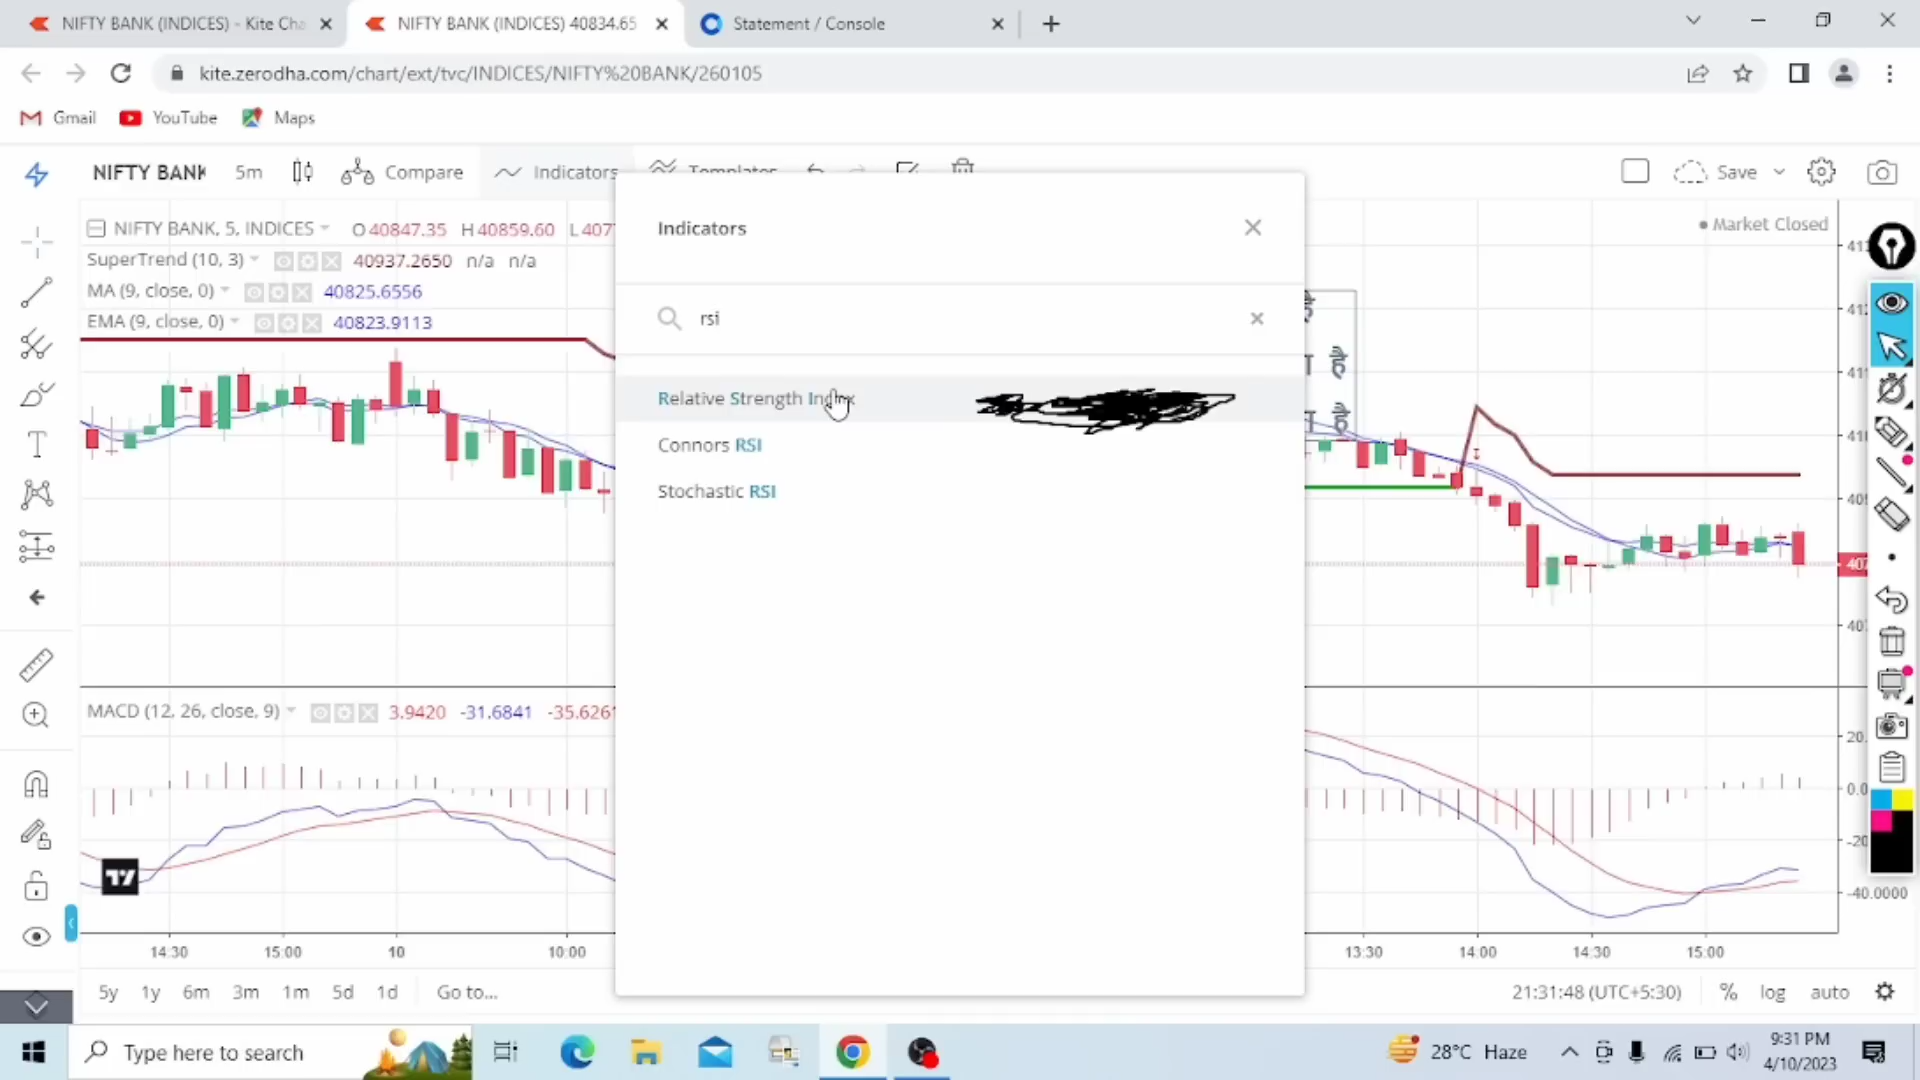 NIFTY BANK (INDICES) - Kite Cha
NIFTY BANK (INDICES) 40834.65
Statement / Console
kite.zerodha.com/chart/ext/tvc/INDICES/NIFTY%20BANK/260105
Gmail YouTube Maps
NIFTY BANK 5m Compare Indicators Templates Save
NIFTY BANK, 5, INDICES O40847.35 H40859.60 L407
Market Closed
SuperTrend (10, 3) 40937.2650 n/a n/a
MA (9, close, 0) 40825.6556
EMA (9, close, 0) 40823.9113
Indicators
rsi
Relative Strength Index
Connors RSI
Stochastic RSI
MACD (12, 26, close, 9) 3.9420 -31.6841 -35.6261
-40.0000
14:30 15:00 10 10:00 13:30 14:00 14:30 15:00
5y 1y 6m 3m 1m 5d 1d Go to... 21:31:48 (UTC+5:30) % log auto
Type here to search
28°C Haze
9:31 PM
4/10/2023